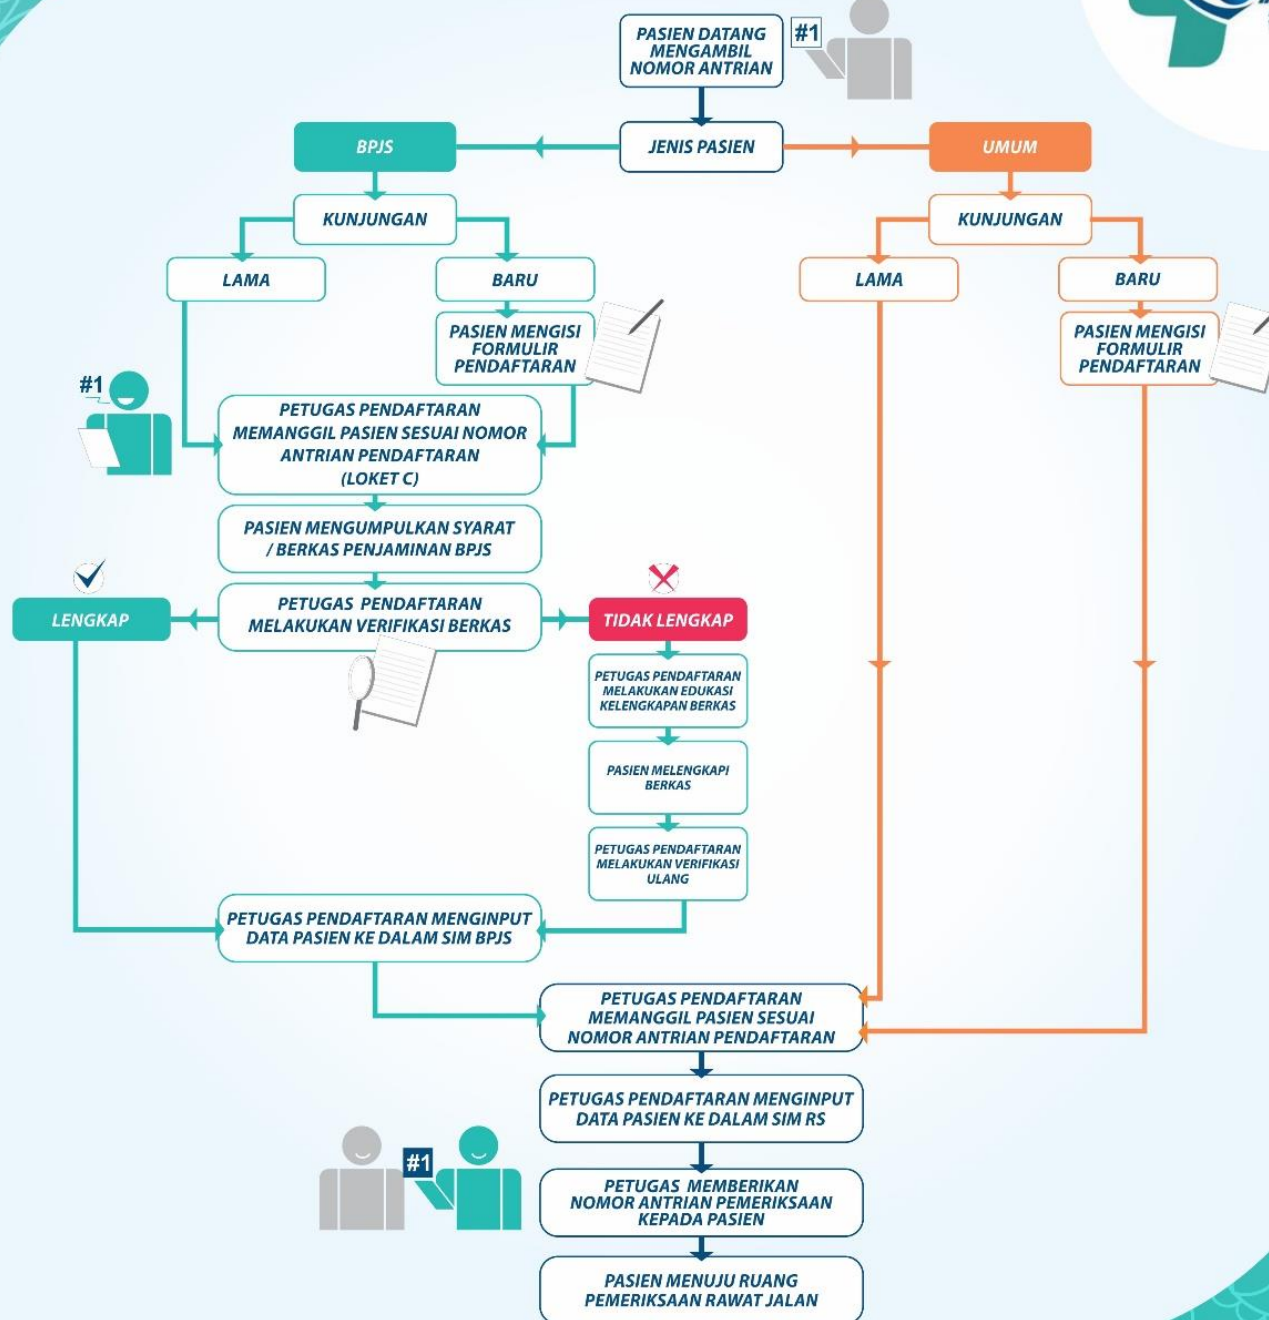 PASIEN DATANG
MENGAMBIL
NOMOR ANTRIAN
#1
BPJS
JENIS PASIEN
UMUM
KUNJUNGAN
KUNJUNGAN
LAMA
BARU
LAMA
BARU
PASIEN MENGISI
FORMULIR
PENDAFTARAN
PASIEN MENGISI
FORMULIR
PENDAFTARAN
#1
PETUGAS PENDAFTARAN
MEMANGGIL PASIEN SESUAI NOMOR
ANTRIAN PENDAFTARAN
(LOKET C)
PASIEN MENGUMPULKAN SYARAT
/ BERKAS PENJAMINAN BPJS
LENGKAP
PETUGAS PENDAFTARAN
MELAKUKAN VERIFIKASI BERKAS
TIDAK LENGKAP
PETUGAS PENDAFTARAN
MELAKUKAN EDUKASI
KELENGKAPAN BERKAS
PASIEN MELENGKAPI
BERKAS
PETUGAS PENDAFTARAN
MELAKUKAN VERIFIKASI
ULANG
PETUGAS PENDAFTARAN MENGINPUT
DATA PASIEN KE DALAM SIM BPJS
PETUGAS PENDAFTARAN
MEMANGGIL PASIEN SESUAI
NOMOR ANTRIAN PENDAFTARAN
PETUGAS PENDAFTARAN MENGINPUT
DATA PASIEN KE DALAM SIM RS
#1
PETUGAS MEMBERIKAN
NOMOR ANTRIAN PEMERIKSAAN
KEPADA PASIEN
PASIEN MENUJU RUANG
PEMERIKSAAN RAWAT JALAN